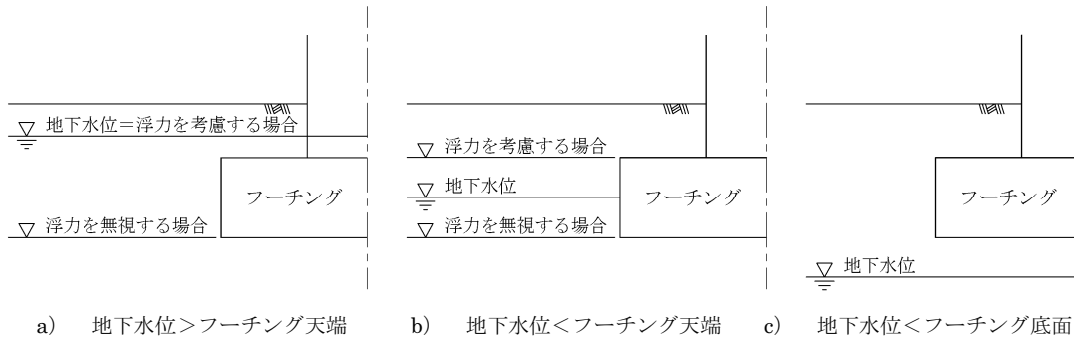 地下水位＝浮力を考慮する場合
フーチング
浮力を無視する場合
a)　地下水位＞フーチング天端
浮力を考慮する場合
地下水位
フーチング
浮力を無視する場合
b)　地下水位＜フーチング天端
フーチング
地下水位
c)　地下水位＜フーチング底面